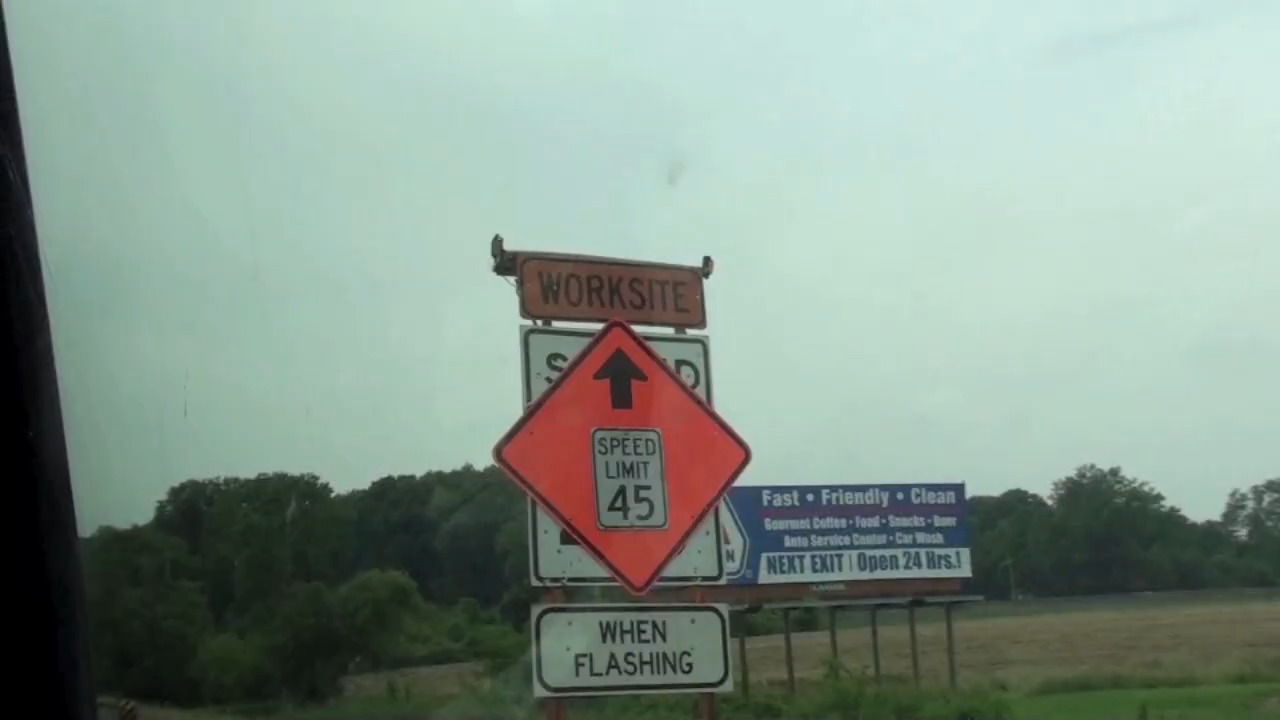 WORKSITE
SPEED
LIMIT
45
WHEN
FLASHING
Fast • Friendly • Clean
Gourmet Coffee • Food • Snacks • Beer
Auto Service Center • Car Wash
NEXT EXIT | Open 24 Hrs.!